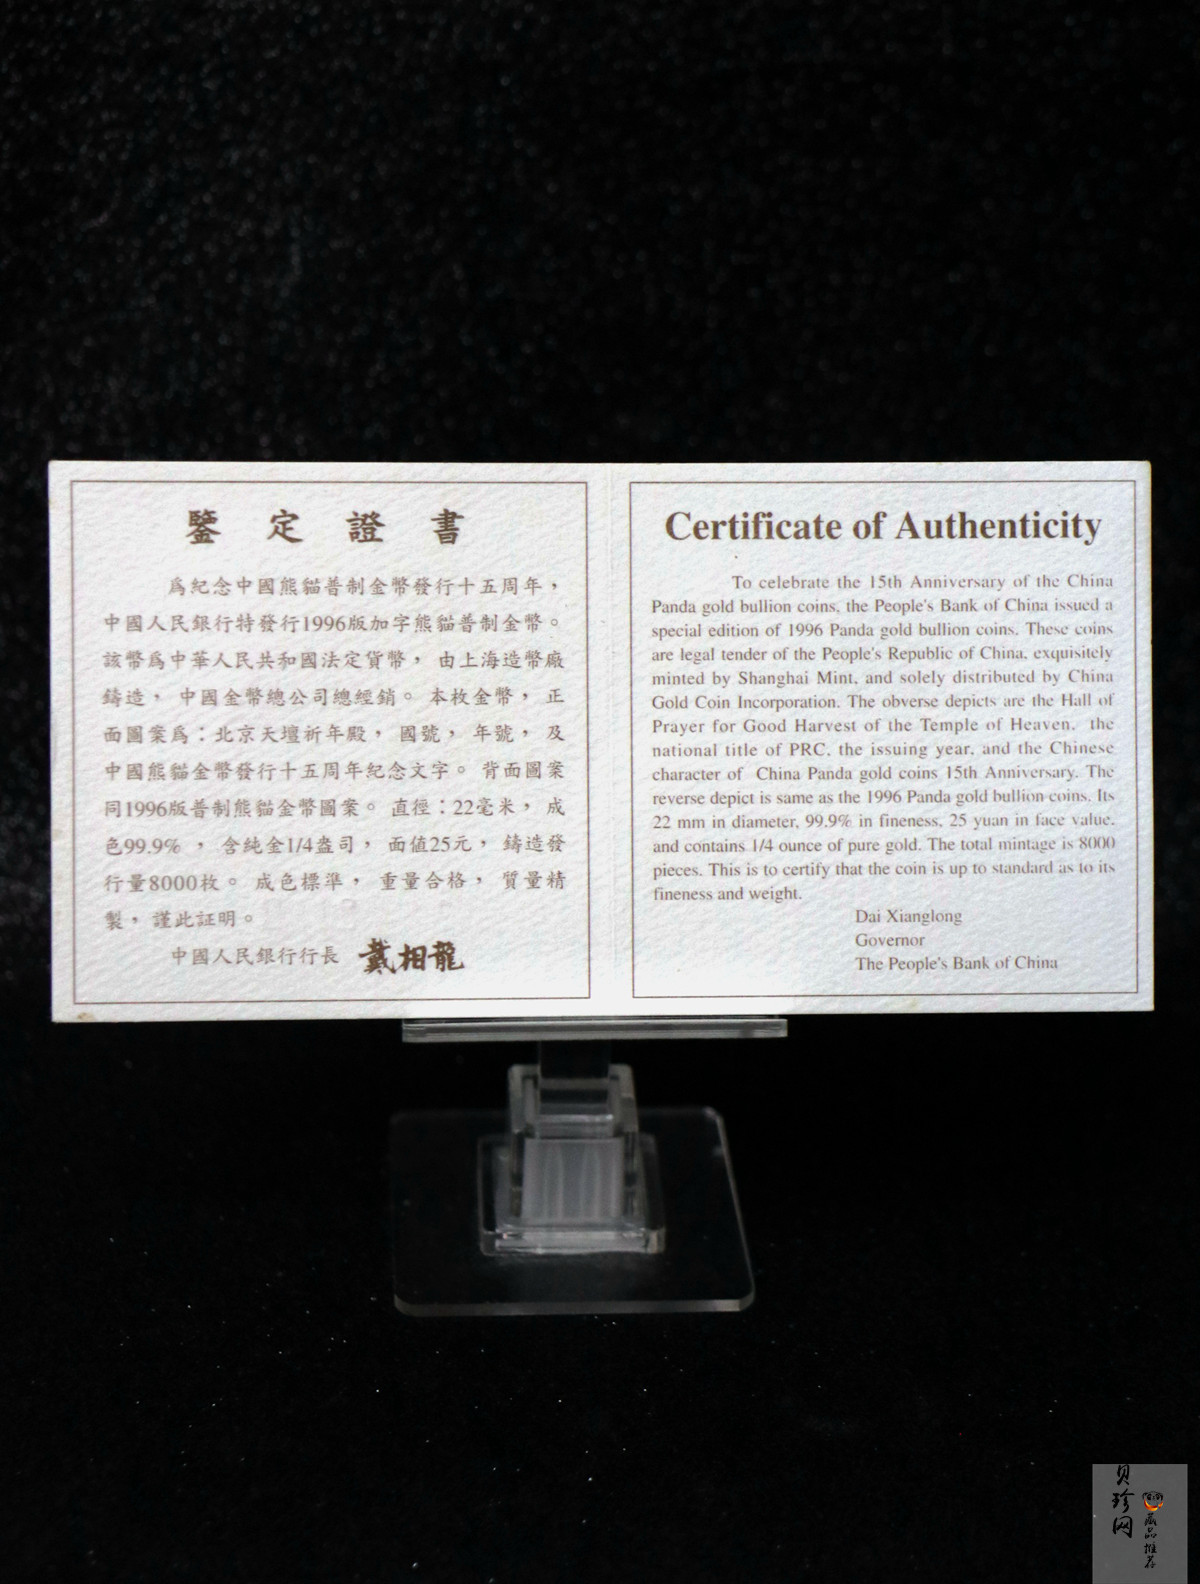 鑒定證書
爲紀念中國熊貓普制金幣發行十五周年，
中國人民銀行特發行1996版加字熊貓普制金幣。
該幣爲中華人民共和國法定貨幣，由上海造幣廠
鑄造，中國金幣總公司總經銷。本枚金幣，正
面圖案爲：北京天壇祈年殿，國號，年號，及
中國熊貓金幣發行十五周年紀念文字。背面圖案
同1996版普制熊貓金幣圖案。直徑：22毫米，成
色99.9%，含純金1/4盎司，面值25元，鑄造發
行量8000枚。成色標準，重量合格，質量精
製，謹此証明。
中國人民銀行行長 戴相龍
Certificate of Authenticity
To celebrate the 15th Anniversary of the China
Panda gold bullion coins, the People's Bank of China issued a
special edition of 1996 Panda gold bullion coins. These coins
are legal tender of the People's Republic of China, exquisitely
minted by Shanghai Mint, and solely distributed by China
Gold Coin Incorporation. The obverse depicts are the Hall of
Prayer for Good Harvest of the Temple of Heaven, the
national title of PRC, the issuing year, and the Chinese
character of China Panda gold coins 15th Anniversary. The
reverse depict is same as the 1996 Panda gold bullion coins. Its
22 mm in diameter, 99.9% in fineness, 25 yuan in face value,
and contains 1/4 ounce of pure gold. The total mintage is 8000
pieces. This is to certify that the coin is up to standard as to its
fineness and weight.
Dai Xianglong
Governor
The People's Bank of China
贝珍网
藏品推荐